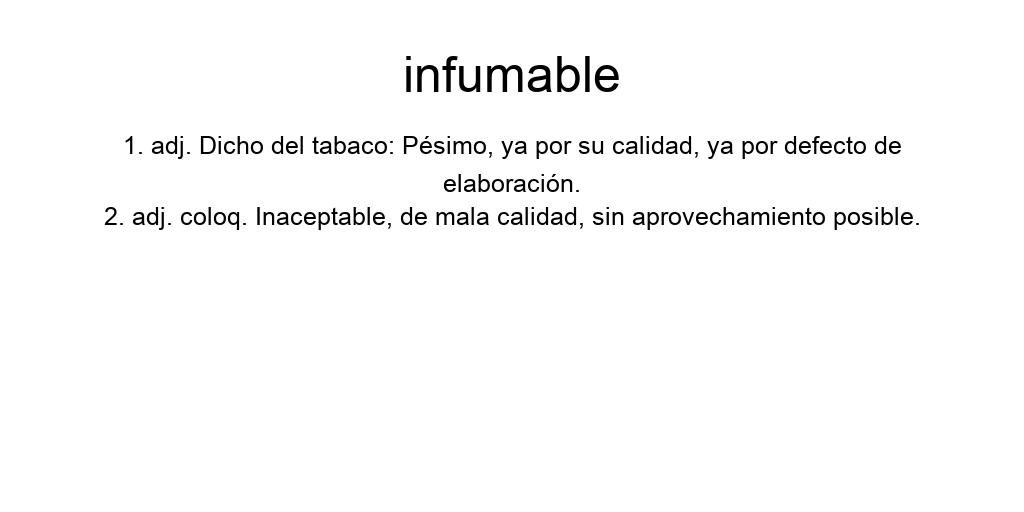 infumable
1. adj. Dicho del tabaco: Pésimo, ya por su calidad, ya por defecto de
elaboración.
2. adj. coloq. Inaceptable, de mala calidad, sin aprovechamiento posible.